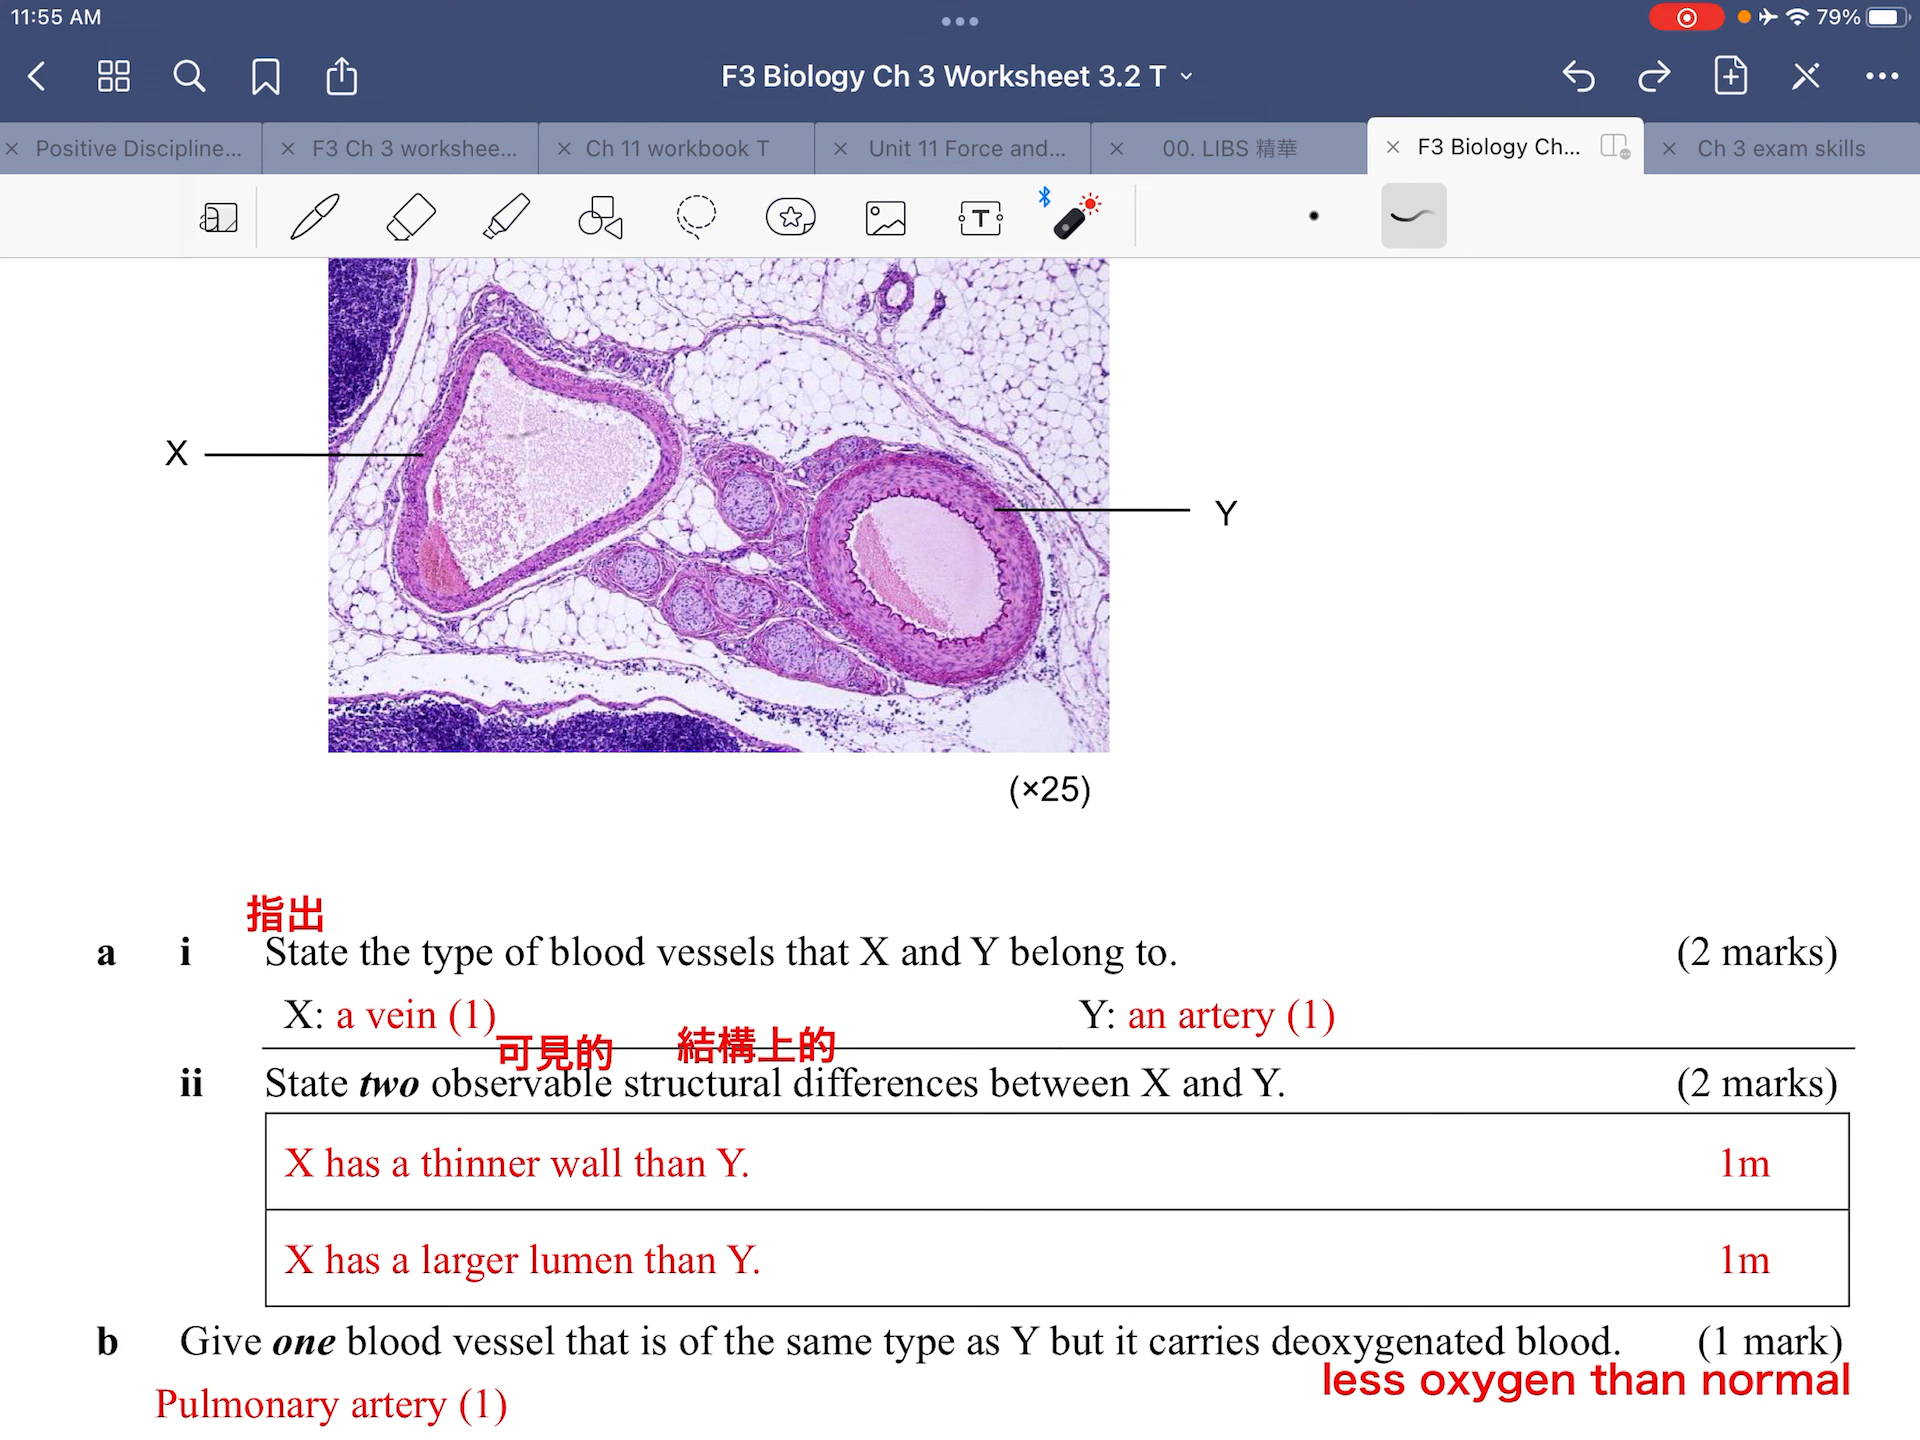 11:55 AM
79%
F3 Biology Ch 3 Worksheet 3.2 T
Positive Discipline...
F3 Ch 3 workshee...
Ch 11 workbook T
Unit 11 Force and...
00. LIBS 精華
F3 Biology Ch...
Ch 3 exam skills
X
Y
(×25)
指出
a i State the type of blood vessels that X and Y belong to. (2 marks)
X: a vein (1) Y: an artery (1)
可見的 結構上的
ii State two observable structural differences between X and Y. (2 marks)
X has a thinner wall than Y. 1m
X has a larger lumen than Y. 1m
b Give one blood vessel that is of the same type as Y but it carries deoxygenated blood. (1 mark)
less oxygen than normal
Pulmonary artery (1)